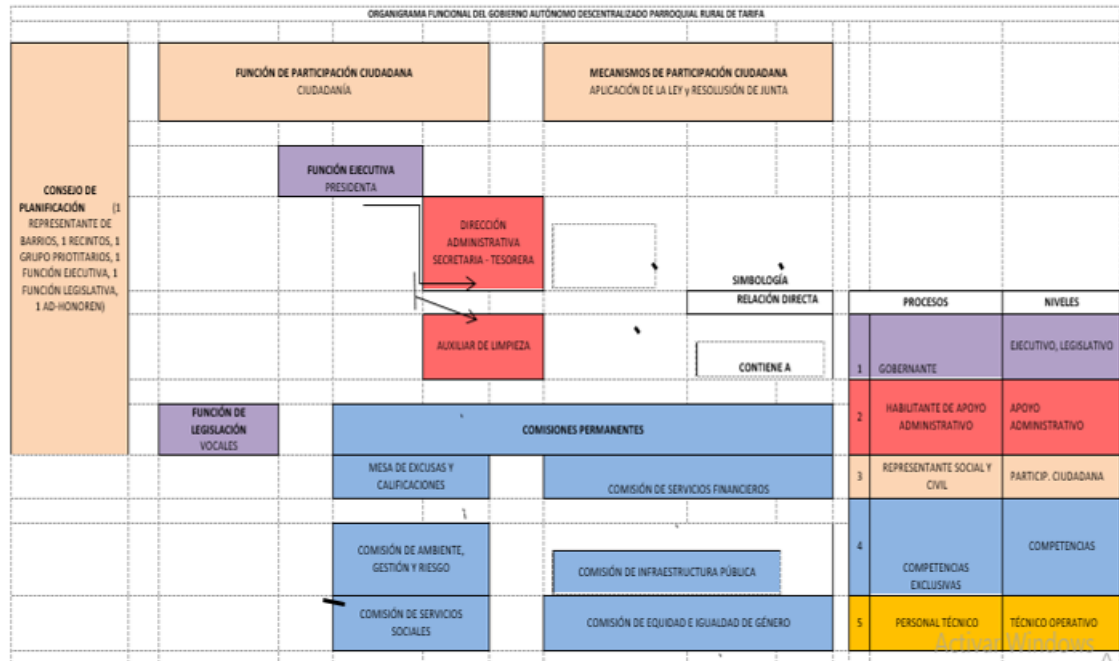 ORGANIGRAMA FUNCIONAL DEL GOBIERNO AUTÓNOMO DESCENTRALIZADO PARROQUIAL RURAL DE TARIFA
FUNCIÓN DE PARTICIPACIÓN CIUDADANA
CIUDADANÍA
MECANISMOS DE PARTICIPACIÓN CIUDADANA
APLICACIÓN DE LA LEY y RESOLUCIÓN DE JUNTA
CONSEJO DE
PLANIFICACIÓN (1
REPRESENTANTE DE
BARRIOS, 1 RECINTOS, 1
GRUPO PRIOTITARIOS, 1
FUNCIÓN EJECUTIVA, 1
FUNCIÓN LEGISLATIVA,
1 AD-HONOREN)
FUNCIÓN EJECUTIVA
PRESIDENTA
DIRECCIÓN
ADMINISTRATIVA
SECRETARIA - TESORERA
AUXILIAR DE LIMPIEZA
SIMBOLOGÍA
RELACIÓN DIRECTA
CONTIENE A
FUNCIÓN DE
LEGISLACIÓN
VOCALES
COMISIONES PERMANENTES
MESA DE EXCUSAS Y
CALIFICACIONES
COMISIÓN DE SERVICIOS FINANCIEROS
COMISIÓN DE AMBIENTE,
GESTIÓN Y RIESGO
COMISIÓN DE INFRAESTRUCTURA PÚBLICA
COMISIÓN DE SERVICIOS
SOCIALES
COMISIÓN DE EQUIDAD E IGUALDAD DE GÉNERO
PROCESOS NIVELES
1 GOBERNANTE EJECUTIVO, LEGISLATIVO
2 HABILITANTE DE APOYO
ADMINISTRATIVO
APOYO
ADMINISTRATIVO
3 REPRESENTANTE SOCIAL Y
CIVIL
PARTICIP. CIUDADANA
4 COMPETENCIAS
EXCLUSIVAS
COMPETENCIAS
5 PERSONAL TÉCNICO TÉCNICO OPERATIVO
Activar Windows